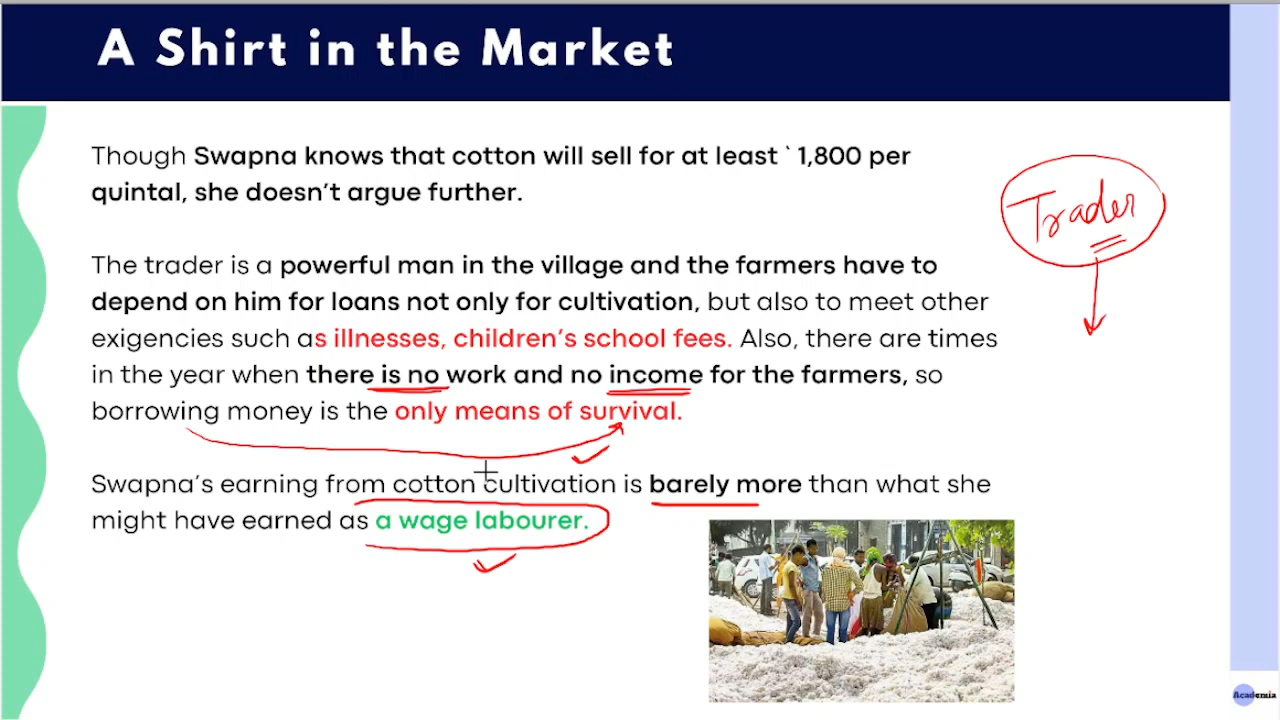 A Shirt in the Market
Though Swapna knows that cotton will sell for at least ` 1,800 per
quintal, she doesn’t argue further.
Trader
The trader is a powerful man in the village and the farmers have to
depend on him for loans not only for cultivation, but also to meet other
exigencies such as illnesses, children’s school fees. Also, there are times
in the year when there is no work and no income for the farmers, so
borrowing money is the only means of survival.
Swapna’s earning from cotton cultivation is barely more than what she
might have earned as a wage labourer.
Academia